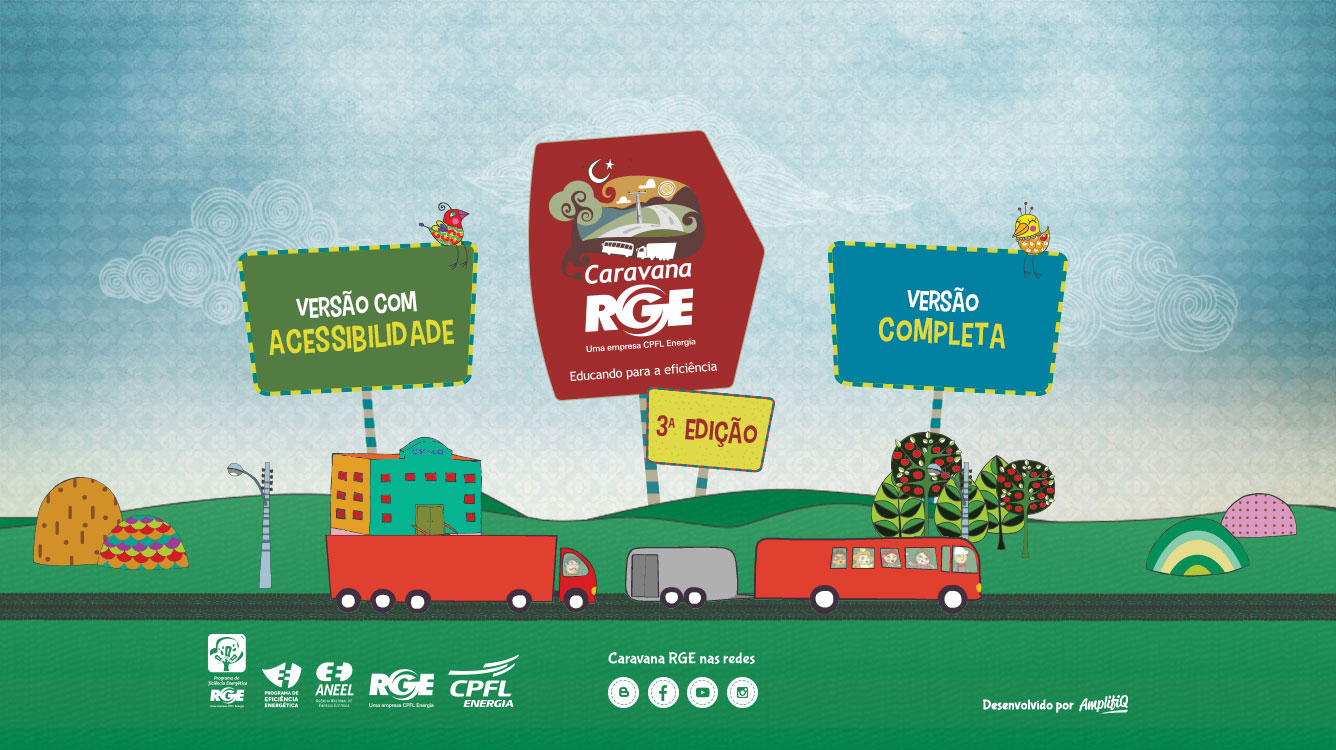 VERSÃO COM
ACESSIBILIDADE
Caravana
RGE
Uma empresa CPFL Energia
Educando para a eficiência
3ª EDIÇÃO
VERSÃO
COMPLETA
Programa de
Eficiência Energética
RGE
PROGRAMA DE
EFICIÊNCIA
ENERGÉTICA
ANEEL
RGE
Uma empresa CPFL Energia
CPFL
ENERGIA
Caravana RGE nas redes
Desenvolvido por AmplifiQ